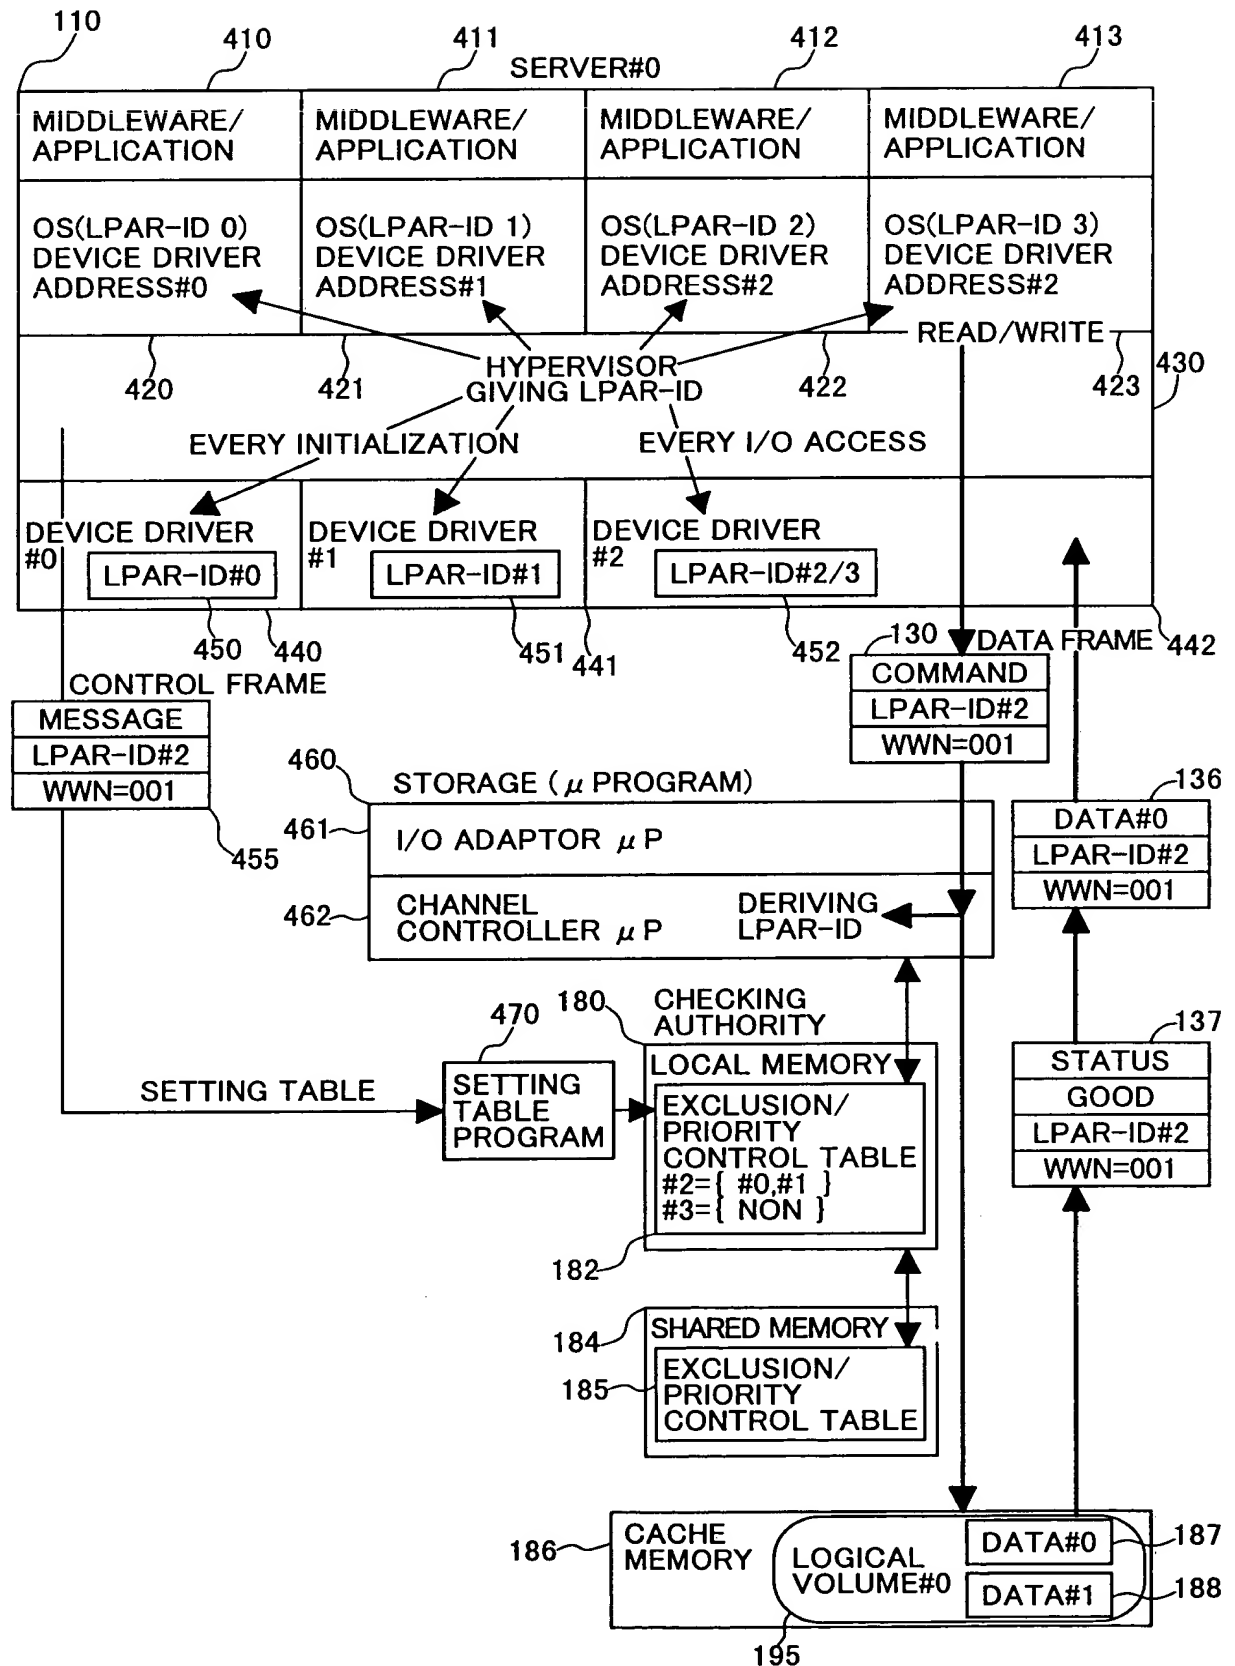 110
410
411
412
413
SERVER#0
MIDDLEWARE/
APPLICATION
MIDDLEWARE/
APPLICATION
MIDDLEWARE/
APPLICATION
MIDDLEWARE/
APPLICATION
OS(LPAR-ID 0)
DEVICE DRIVER
ADDRESS#0
OS(LPAR-ID 1)
DEVICE DRIVER
ADDRESS#1
OS(LPAR-ID 2)
DEVICE DRIVER
ADDRESS#2
OS(LPAR-ID 3)
DEVICE DRIVER
ADDRESS#2
READ/WRITE
420
421
HYPERVISOR
GIVING LPAR-ID
422
423
430
EVERY INITIALIZATION
EVERY I/O ACCESS
DEVICE DRIVER
#0
LPAR-ID#0
DEVICE DRIVER
#1
LPAR-ID#1
DEVICE DRIVER
#2
LPAR-ID#2/3
450
440
451
441
452
130
DATA FRAME
442
CONTROL FRAME
MESSAGE
LPAR-ID#2
WWN=001
455
COMMAND
LPAR-ID#2
WWN=001
460
STORAGE (μ PROGRAM)
461
I/O ADAPTOR μP
462
CHANNEL
CONTROLLER μP
DERIVING
LPAR-ID
136
DATA#0
LPAR-ID#2
WWN=001
470
180
CHECKING
AUTHORITY
137
STATUS
GOOD
LPAR-ID#2
WWN=001
SETTING TABLE
SETTING
TABLE
PROGRAM
LOCAL MEMORY
EXCLUSION/
PRIORITY
CONTROL TABLE
#2={ #0,#1 }
#3={ NON }
182
184
SHARED MEMORY
185
EXCLUSION/
PRIORITY
CONTROL TABLE
186
CACHE
MEMORY
LOGICAL
VOLUME#0
DATA#0
187
DATA#1
188
195